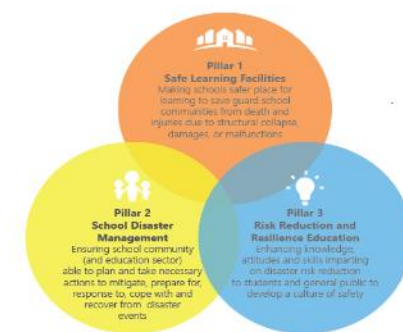 Pillar 1
Safe Learning Facilities
Making schools safer place for
learning to save guard school
communities from death and
injuries due to structural collapse,
damages, or malfunctions
Pillar 2
School Disaster
Management
Ensuring school community
(and education sector)
able to plan and take necessary
actions to mitigate, prepare for,
response to, cope with and
recover from disaster
events
Pillar 3
Risk Reduction and
Resilience Education
Enhancing knowledge,
attitudes and skills imparting
on disaster risk reduction
to students and general public to
develop a culture of safety